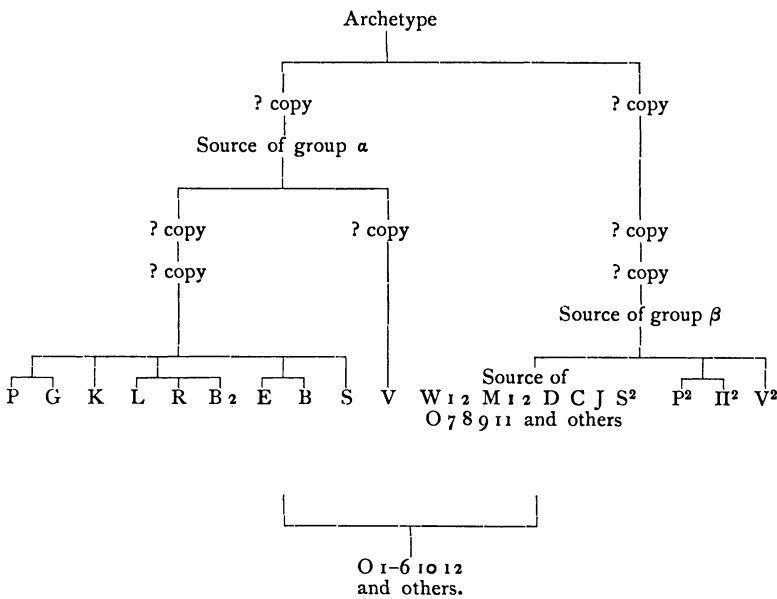 Archetype
? copy ? copy
Source of group α
? copy ? copy ? copy
? copy ? copy
Source of group β
Source of
P G K L R B₂ E B S V W 1 2 M 1 2 D C J S² P² Π² V²
O 7 8 9 11 and others
O 1–6 10 12
and others.